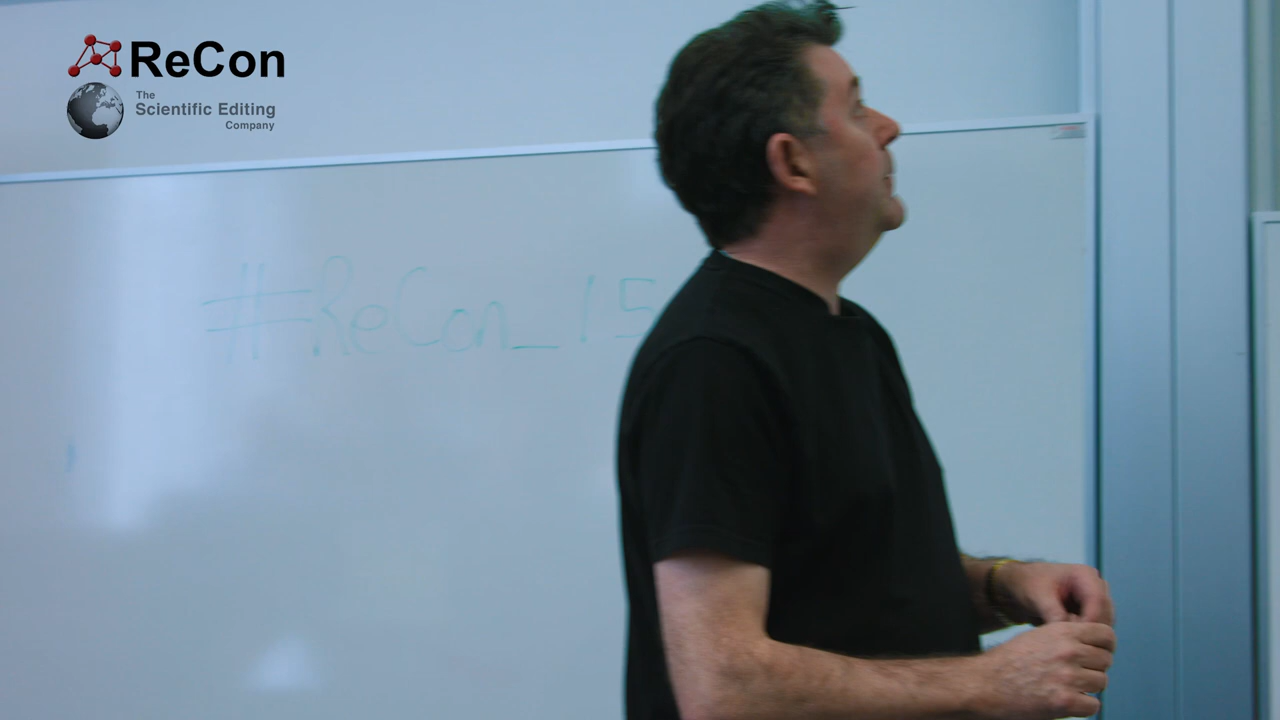 ReCon
The
Scientific Editing
Company
#ReCon_15